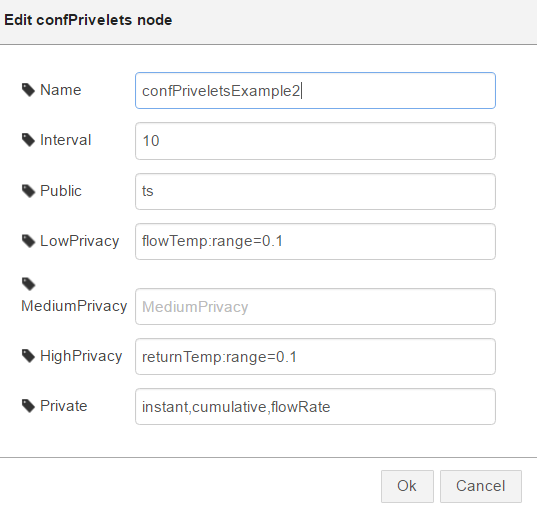 Edit confPrivelets node
Name confPriveletsExample2
Interval 10
Public ts
LowPrivacy flowTemp:range=0.1
MediumPrivacy MediumPrivacy
HighPrivacy returnTemp:range=0.1
Private instant,cumulative,flowRate
Ok Cancel